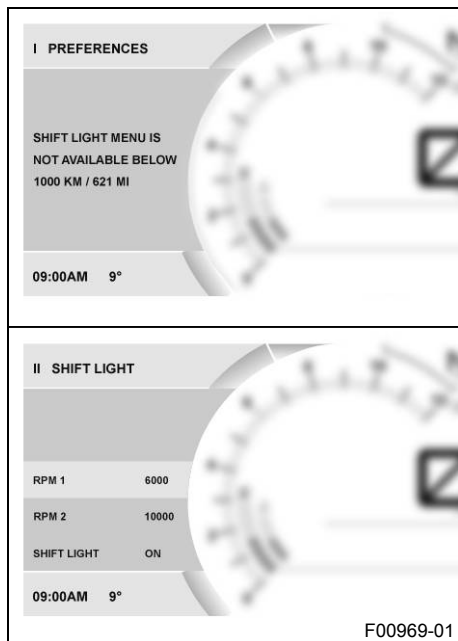 I PREFERENCES
SHIFT LIGHT MENU IS
NOT AVAILABLE BELOW
1000 KM / 621 MI
09:00AM 9°
II SHIFT LIGHT
RPM 1 6000
RPM 2 10000
SHIFT LIGHT ON
09:00AM 9°
F00969-01